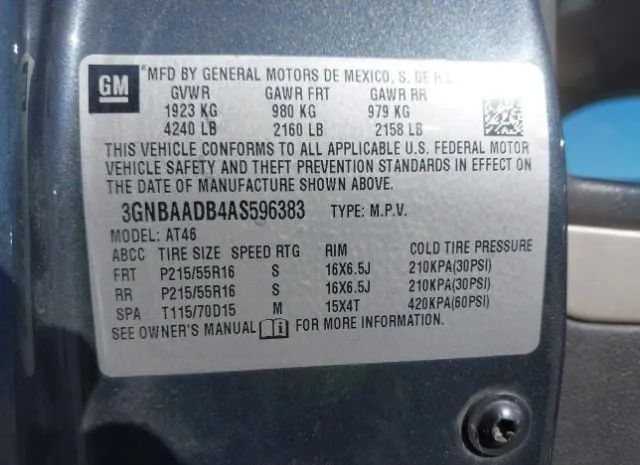 GM
*MFD BY GENERAL MOTORS DE MEXICO, S. DE R.L.
GVWR GAWR FRT GAWR RR
1923 KG 980 KG 979 KG
4240 LB 2160 LB 2158 LB
THIS VEHICLE CONFORMS TO ALL APPLICABLE U.S. FEDERAL MOTOR
VEHICLE SAFETY AND THEFT PREVENTION STANDARDS IN EFFECT ON
THE DATE OF MANUFACTURE SHOWN ABOVE.
3GNBAADB4AS596383 TYPE: M.P.V.
MODEL: AT46
ABCC TIRE SIZE SPEED RTG RIM COLD TIRE PRESSURE
FRT P215/55R16 S 16X6.5J 210KPA(30PSI)
RR P215/55R16 S 16X6.5J 210KPA(30PSI)
SPA T115/70D15 M 15X4T 420KPA(60PSI)
SEE OWNER'S MANUAL FOR MORE INFORMATION.